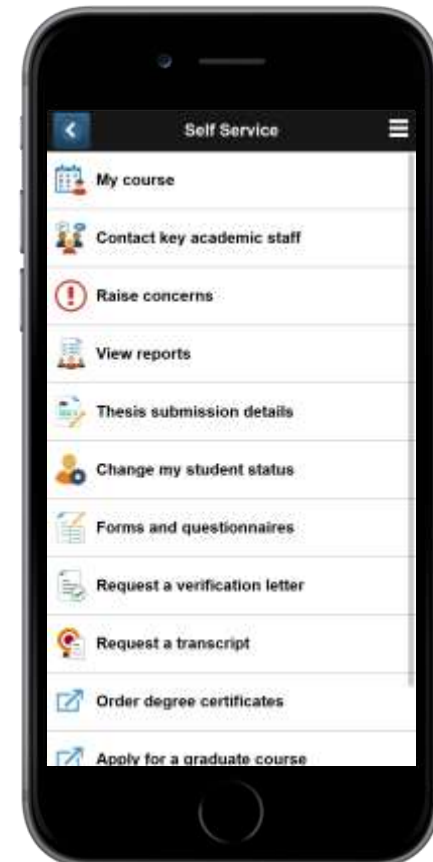 Self Service
My course
Contact key academic staff
Raise concerns
View reports
Thesis submission details
Change my student status
Forms and questionnaires
Request a verification letter
Request a transcript
Order degree certificates
Apply for a graduate course